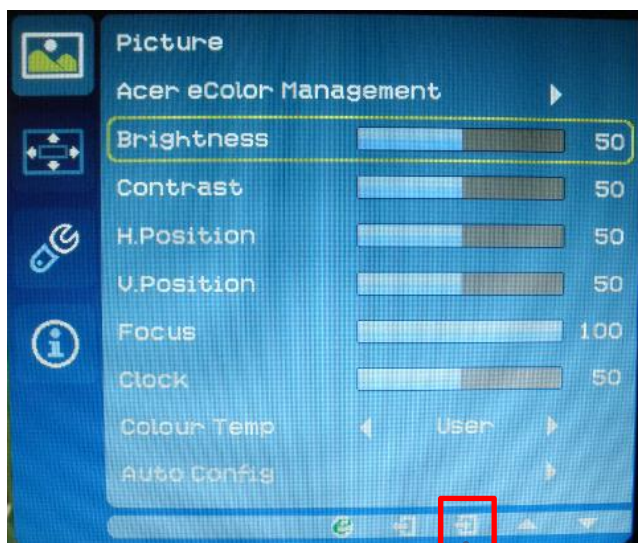 Picture
Acer eColor Management
Brightness 50
Contrast 50
H.Position 50
V.Position 50
Focus 100
Clock 50
Colour Temp User
Auto Config